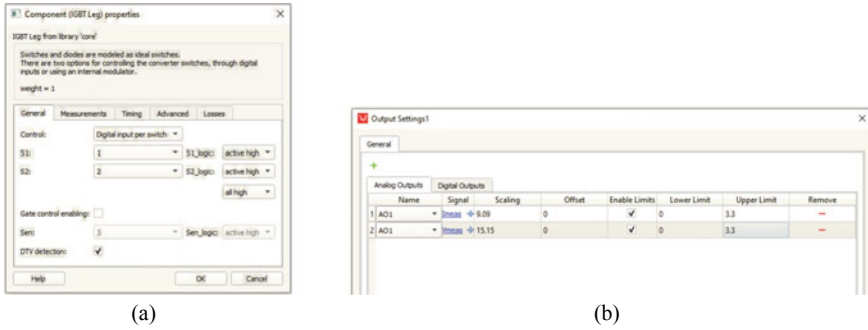 Component (IGBT Leg) properties
IGBT Leg from library 'core'
Switches and diodes are modeled as ideal switches.
There are two options for controlling the converter switches, through digital
inputs or using an internal modulator.
weight = 1
General Measurements Timing Advanced Losses
Control: Digital input per switch
S1: 1 S1_logic: active high
S2: 2 S2_logic: active high
all high
Gate control enabling:
Sen: 3 Sen_logic: active high
DTV detection:
Help OK Cancel
(a)
Output Settings1
General
Analog Outputs Digital Outputs
Name Signal Scaling Offset Enable Limits Lower Limit Upper Limit Remove
1 AO1 Imeas 9.09 0 0 3.3
2 AO1 Vmeas 15.15 0 0 3.3
(b)